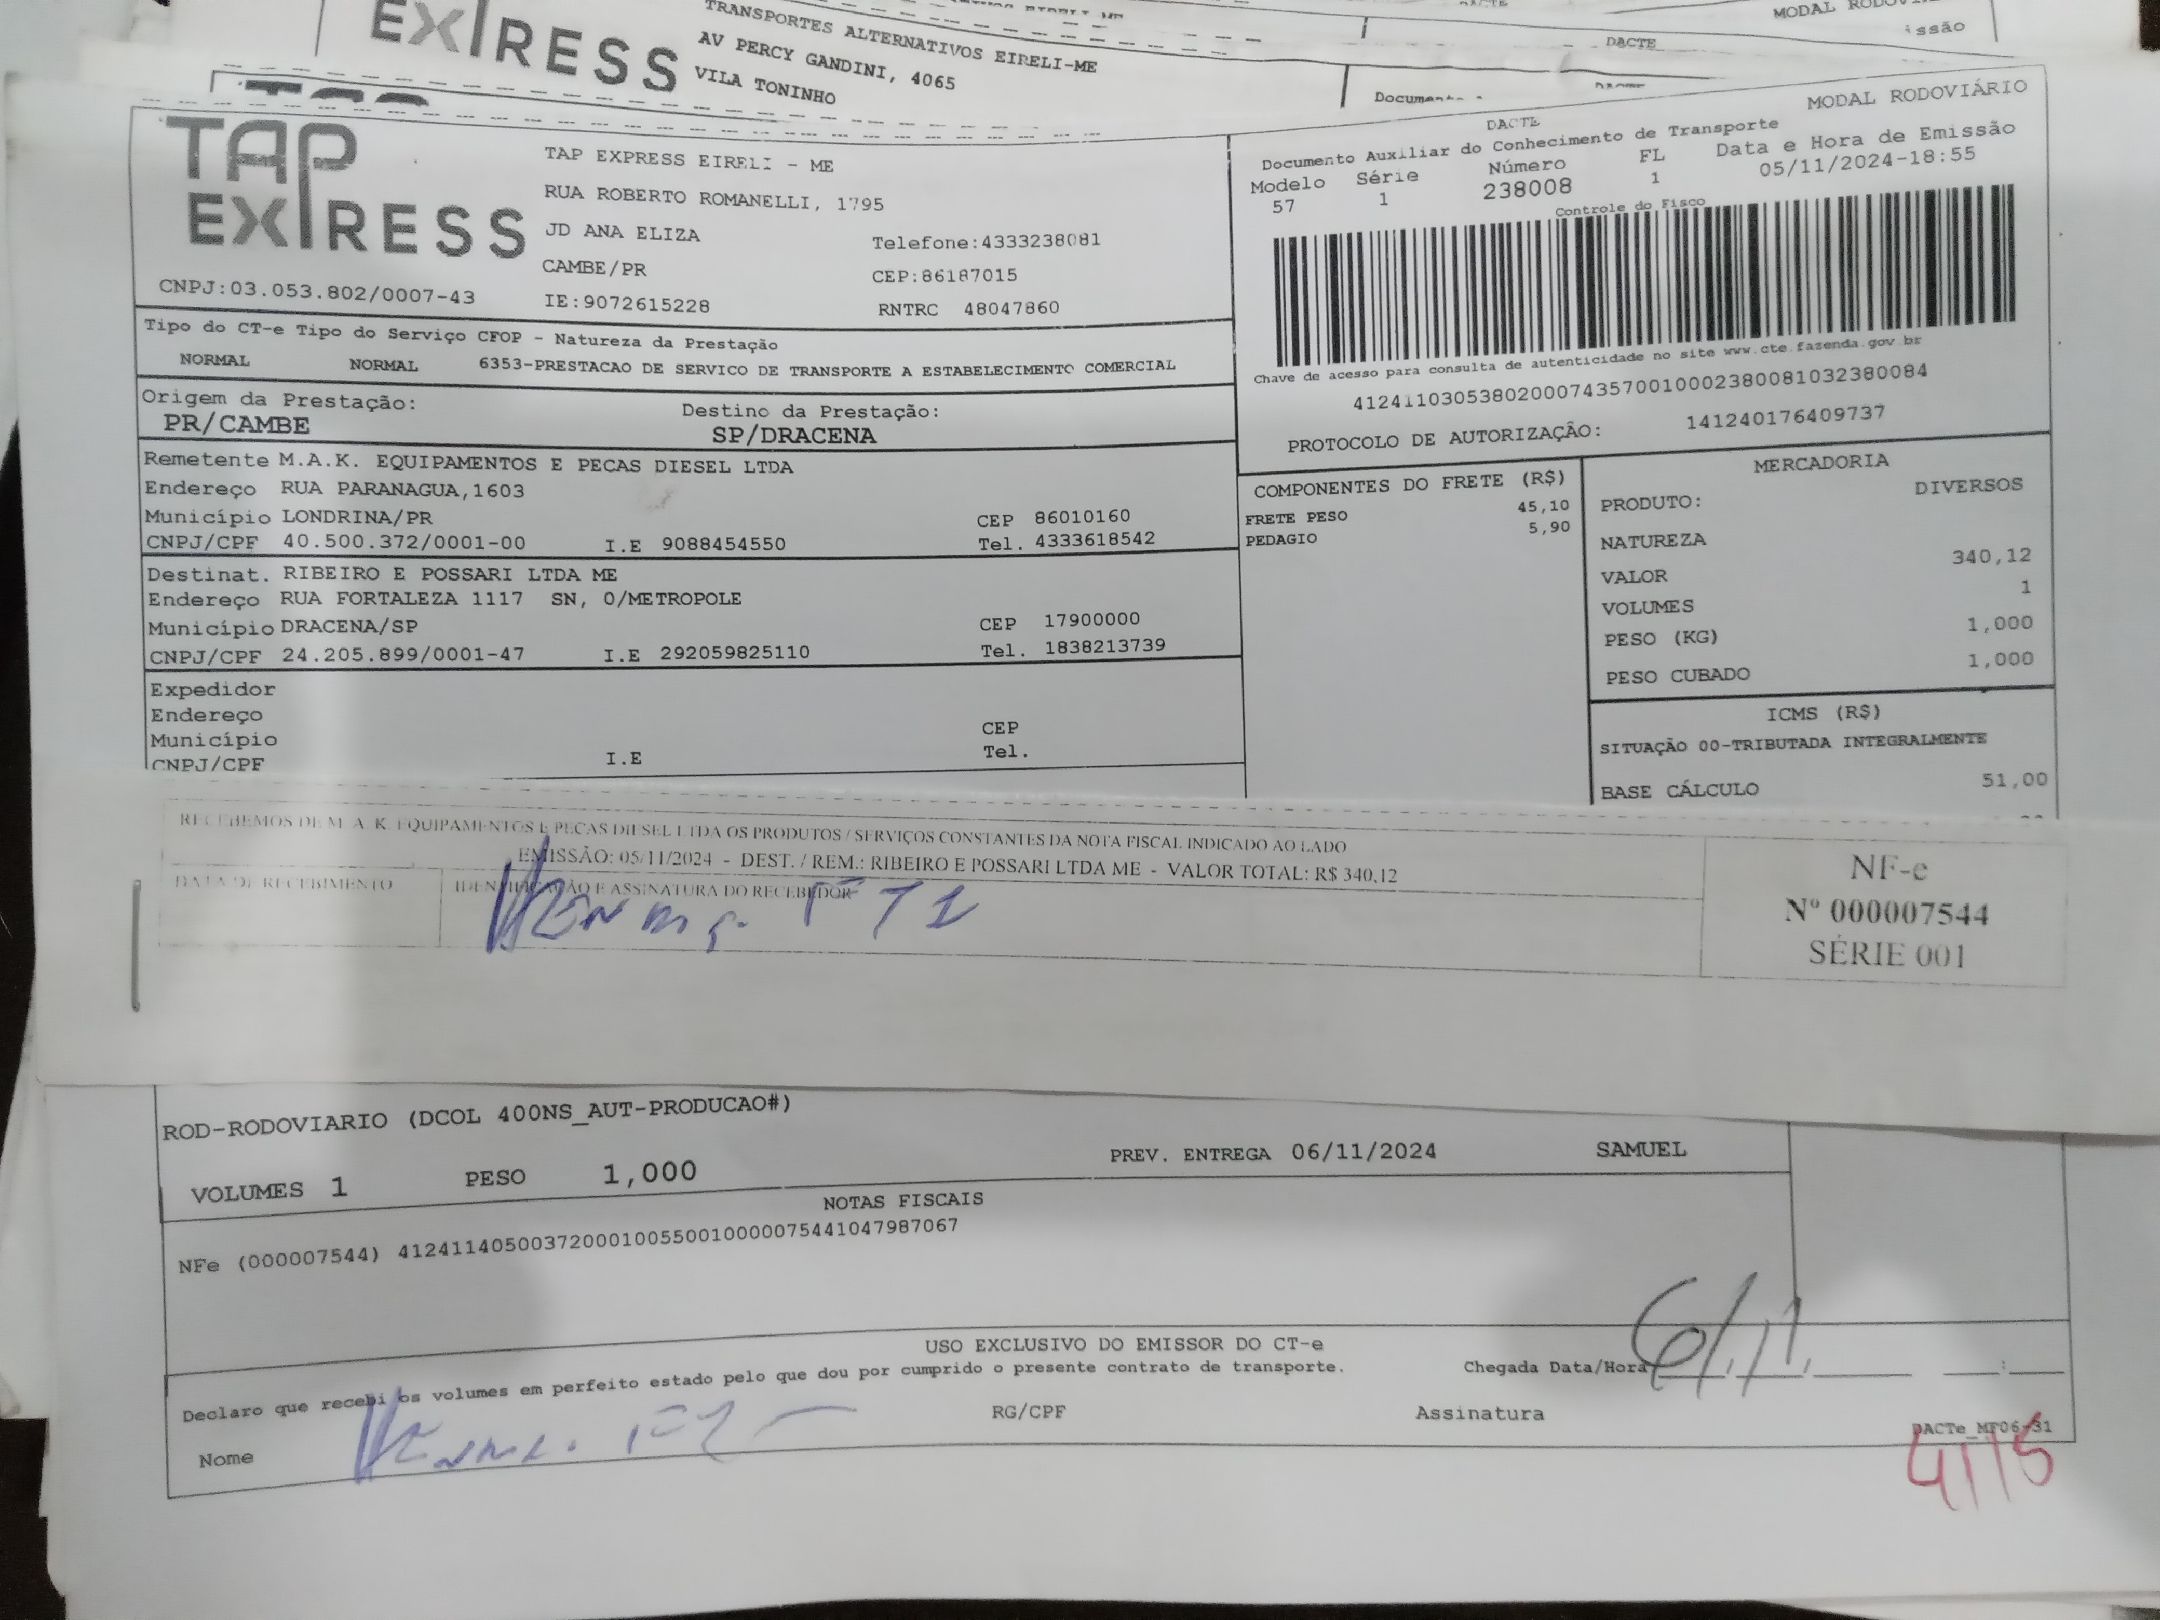 EXPRESS
TRANSPORTES ALTERNATIVOS EIRELI-ME
AV PERCY GANDINI, 4065
VILA TONINHO
DACTE
MODAL
issão
TAP
EXPRESS
CNPJ:03.053.802/0007-43
TAP EXPRESS EIRELI - ME
RUA ROBERTO ROMANELLI, 1795
JD ANA ELIZA
Telefone:4333238081
CAMBE/PR
CEP:86187015
IE:9072615228
RNTRC 48047860
DACTE
MODAL RODOVIÁRIO
Documento Auxiliar do Conhecimento de Transporte
Modelo Série Número FL Data e Hora de Emissão
57 1 238008 1 05/11/2024-18:55
Controle do Fisco
Chave de acesso para consulta de autenticidade no site www.cte.fazenda.gov.br
41241103053802000743570010002380081032380084
PROTOCOLO DE AUTORIZAÇÃO: 141240176409737
Tipo do CT-e Tipo do Serviço CFOP - Natureza da Prestação
NORMAL NORMAL 6353-PRESTACAO DE SERVICO DE TRANSPORTE A ESTABELECIMENTO COMERCIAL
Origem da Prestação: Destino da Prestação:
PR/CAMBE SP/DRACENA
Remetente M.A.K. EQUIPAMENTOS E PECAS DIESEL LTDA
Endereço RUA PARANAGUA,1603
Município LONDRINA/PR CEP 86010160
CNPJ/CPF 40.500.372/0001-00 I.E 9088454550 Tel. 4333618542
Destinat. RIBEIRO E POSSARI LTDA ME
Endereço RUA FORTALEZA 1117 SN, 0/METROPOLE
Município DRACENA/SP CEP 17900000
CNPJ/CPF 24.205.899/0001-47 I.E 292059825110 Tel. 1838213739
Expedidor
Endereço
Município CEP
CNPJ/CPF I.E Tel.
COMPONENTES DO FRETE (R$)
FRETE PESO 45,10
PEDAGIO 5,90
MERCADORIA
PRODUTO: DIVERSOS
NATUREZA
VALOR 340,12
VOLUMES 1
PESO (KG) 1,000
PESO CUBADO 1,000
ICMS (R$)
SITUAÇÃO 00-TRIBUTADA INTEGRALMENTE
BASE CÁLCULO 51,00
RECEBEMOS DE M. A. K. EQUIPAMENTOS E PECAS DIESEL LTDA OS PRODUTOS / SERVIÇOS CONSTANTES DA NOTA FISCAL INDICADO AO LADO
EMISSÃO: 05/11/2024 - DEST. / REM.: RIBEIRO E POSSARI LTDA ME - VALOR TOTAL: R$ 340,12
DATA DE RECEBIMENTO IDENTIFICAÇÃO E ASSINATURA DO RECEBEDOR
NF-e
Nº 000007544
SÉRIE 001
ROD-RODOVIARIO (DCOL 400NS_AUT-PRODUCAO#)
VOLUMES 1 PESO 1,000 PREV. ENTREGA 06/11/2024 SAMUEL
NOTAS FISCAIS
NFe (000007544) 41241140500372000100550010000075441047987067
USO EXCLUSIVO DO EMISSOR DO CT-e
Declaro que recebi os volumes em perfeito estado pelo que dou por cumprido o presente contrato de transporte.
Chegada Data/Hora 6/11
Nome RG/CPF Assinatura
DACTe_MF06-31